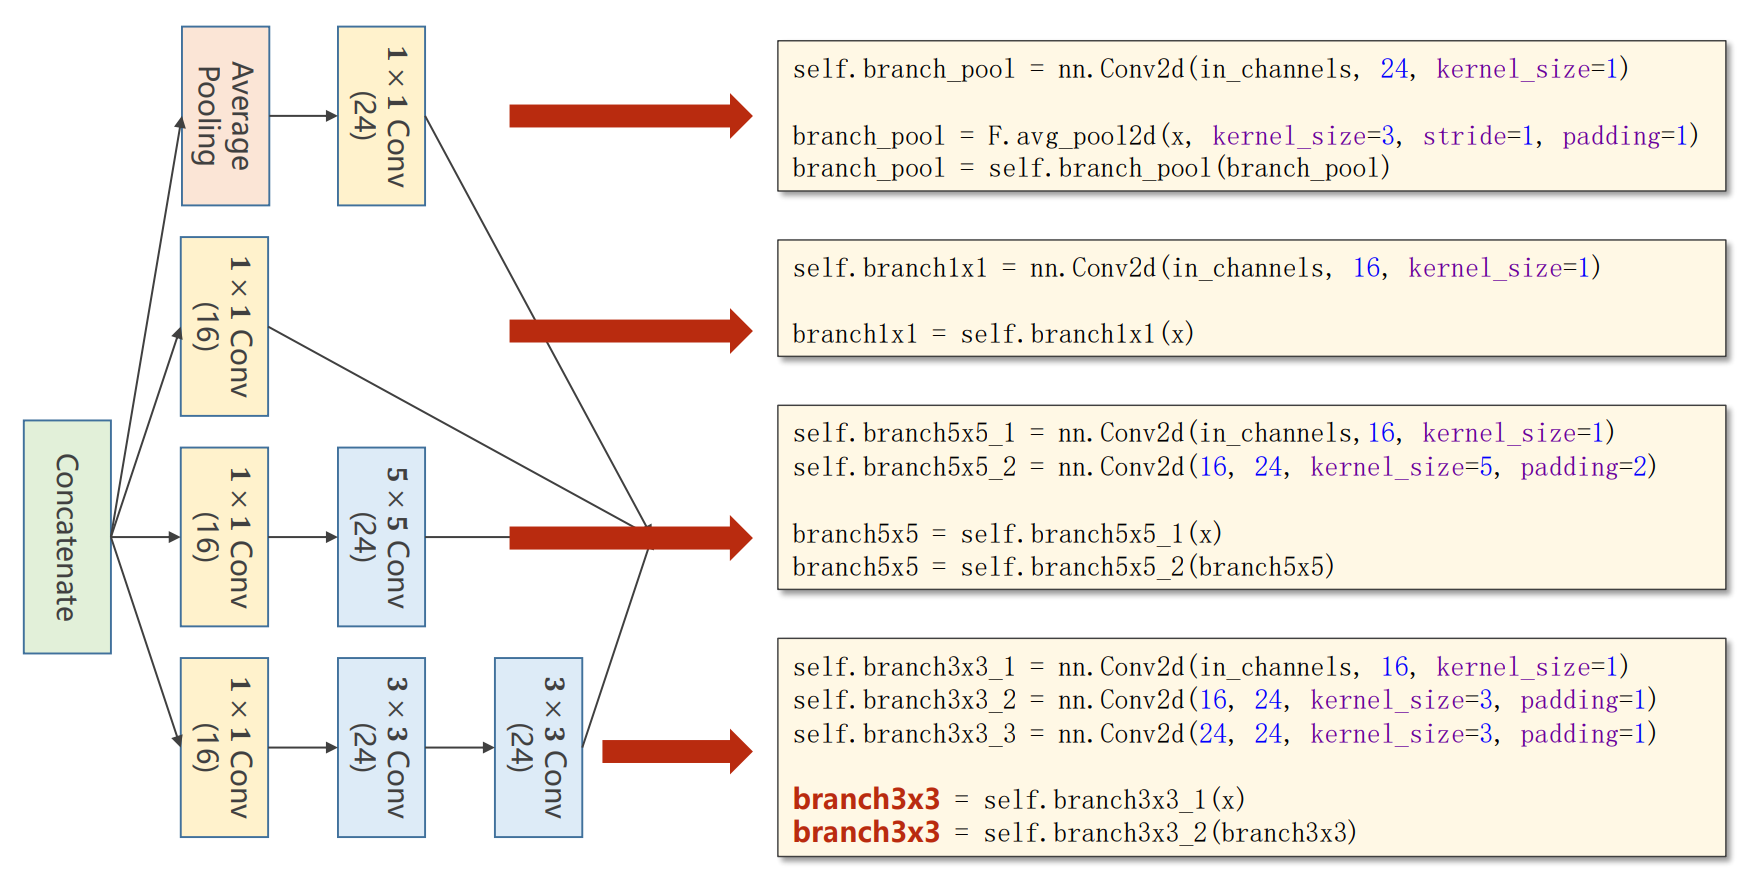 Concatenate
Average
Pooling
1×1 Conv
(24)
1×1 Conv
(16)
1×1 Conv
(16)
5×5 Conv
(24)
1×1 Conv
(16)
3×3 Conv
(24)
3×3 Conv
(24)
self.branch_pool = nn.Conv2d(in_channels, 24, kernel_size=1)
branch_pool = F.avg_pool2d(x, kernel_size=3, stride=1, padding=1)
branch_pool = self.branch_pool(branch_pool)
self.branch1x1 = nn.Conv2d(in_channels, 16, kernel_size=1)
branch1x1 = self.branch1x1(x)
self.branch5x5_1 = nn.Conv2d(in_channels,16, kernel_size=1)
self.branch5x5_2 = nn.Conv2d(16, 24, kernel_size=5, padding=2)
branch5x5 = self.branch5x5_1(x)
branch5x5 = self.branch5x5_2(branch5x5)
self.branch3x3_1 = nn.Conv2d(in_channels, 16, kernel_size=1)
self.branch3x3_2 = nn.Conv2d(16, 24, kernel_size=3, padding=1)
self.branch3x3_3 = nn.Conv2d(24, 24, kernel_size=3, padding=1)
branch3x3 = self.branch3x3_1(x)
branch3x3 = self.branch3x3_2(branch3x3)